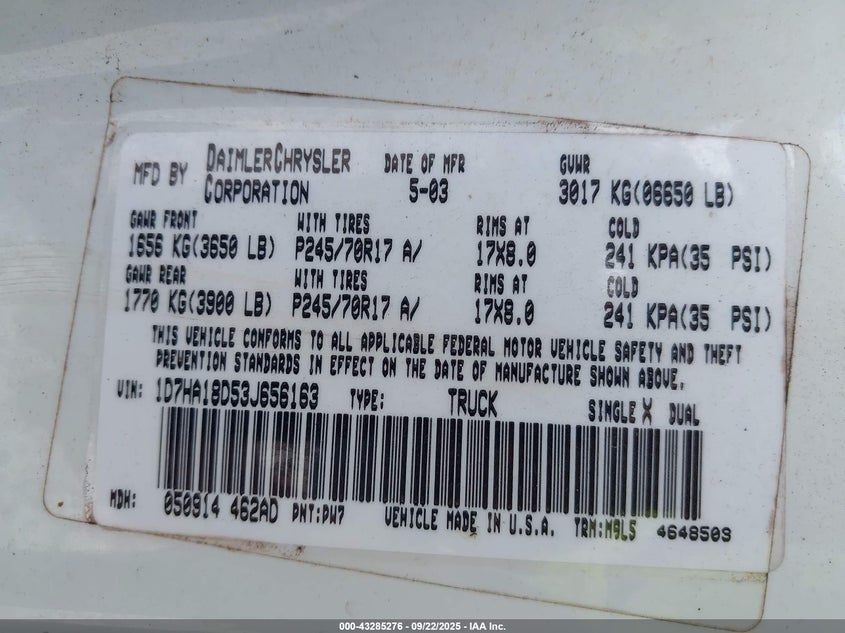 MFD BY DAIMLERCHRYSLER CORPORATION DATE OF MFR 5-03 GVWR 3017 KG(06650 LB)
GAWR FRONT WITH TIRES RIMS AT COLD
1656 KG(3650 LB) P245/70R17 A/ 17X8.0 241 KPA(35 PSI)
GAWR REAR WITH TIRES RIMS AT COLD
1770 KG(3900 LB) P245/70R17 A/ 17X8.0 241 KPA(35 PSI)
THIS VEHICLE CONFORMS TO ALL APPLICABLE FEDERAL MOTOR VEHICLE SAFETY AND THEFT
PREVENTION STANDARDS IN EFFECT ON THE DATE OF MANUFACTURE SHOWN ABOVE.
VIN: 1D7HA18D53J656163 TYPE: TRUCK SINGLE X DUAL
MDH: 050914 462AD PNT:PW7 VEHICLE MADE IN U.S.A. TRM:M9L5 4648503
000-43285276 - 09/22/2025 - IAA Inc.